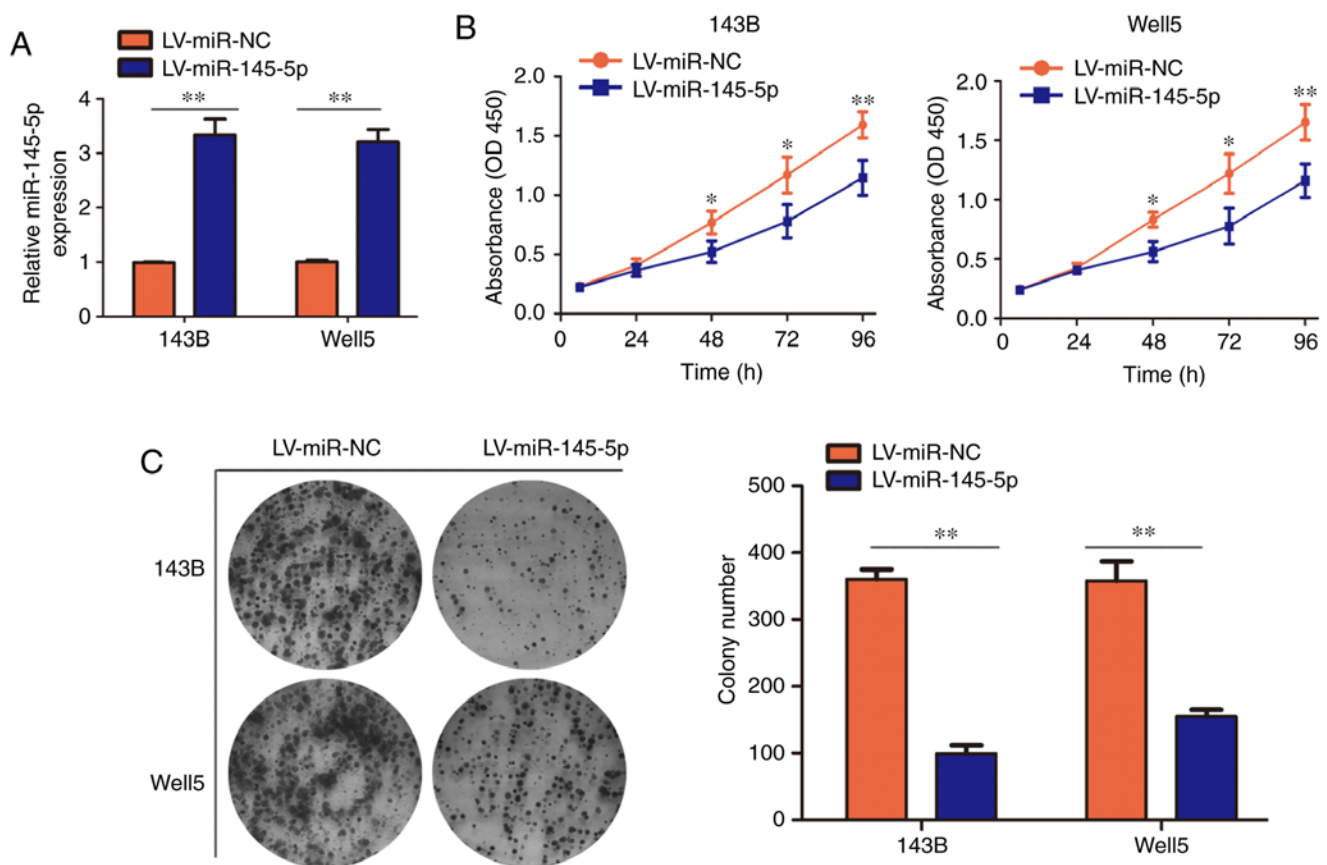 A
LV-miR-NC
LV-miR-145-5p
Relative miR-145-5p
expression
4
3
2
1
0
**
**
143B
Well5
B
143B
LV-miR-NC
LV-miR-145-5p
Absorbance (OD 450)
2.0
1.5
1.0
0.5
0.0
*
*
**
0 24 48 72 96
Time (h)
Well5
LV-miR-NC
LV-miR-145-5p
Absorbance (OD 450)
2.0
1.5
1.0
0.5
0.0
*
*
**
0 24 48 72 96
Time (h)
C
LV-miR-NC LV-miR-145-5p
143B
Well5
LV-miR-NC
LV-miR-145-5p
Colony number
500
400
300
200
100
0
**
**
143B
Well5